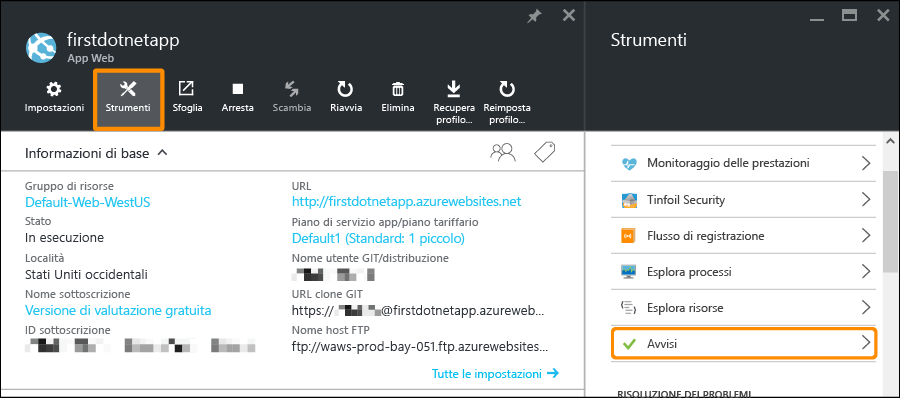 firstdotnetapp
App Web
Impostazioni
Strumenti
Sfoglia
Arresta
Scambia
Riavvia
Elimina
Recupera profilo...
Reimposta profilo...
Informazioni di base
Gruppo di risorse
Default-Web-WestUS
Stato
In esecuzione
Località
Stati Uniti occidentali
Nome sottoscrizione
Versione di valutazione gratuita
ID sottoscrizione
URL
http://firstdotnetapp.azurewebsites.net
Piano di servizio app/piano tariffario
Default1 (Standard: 1 piccolo)
Nome utente GIT/distribuzione
URL clone GIT
https:// @firstdotnetapp.azureweb...
Nome host FTP
ftp://waws-prod-bay-051.ftp.azurewebsites...
Tutte le impostazioni
Strumenti
Monitoraggio delle prestazioni
Tinfoil Security
Flusso di registrazione
Esplora processi
Esplora risorse
Avvisi
RISOLUZIONE DEI PROBLEMI